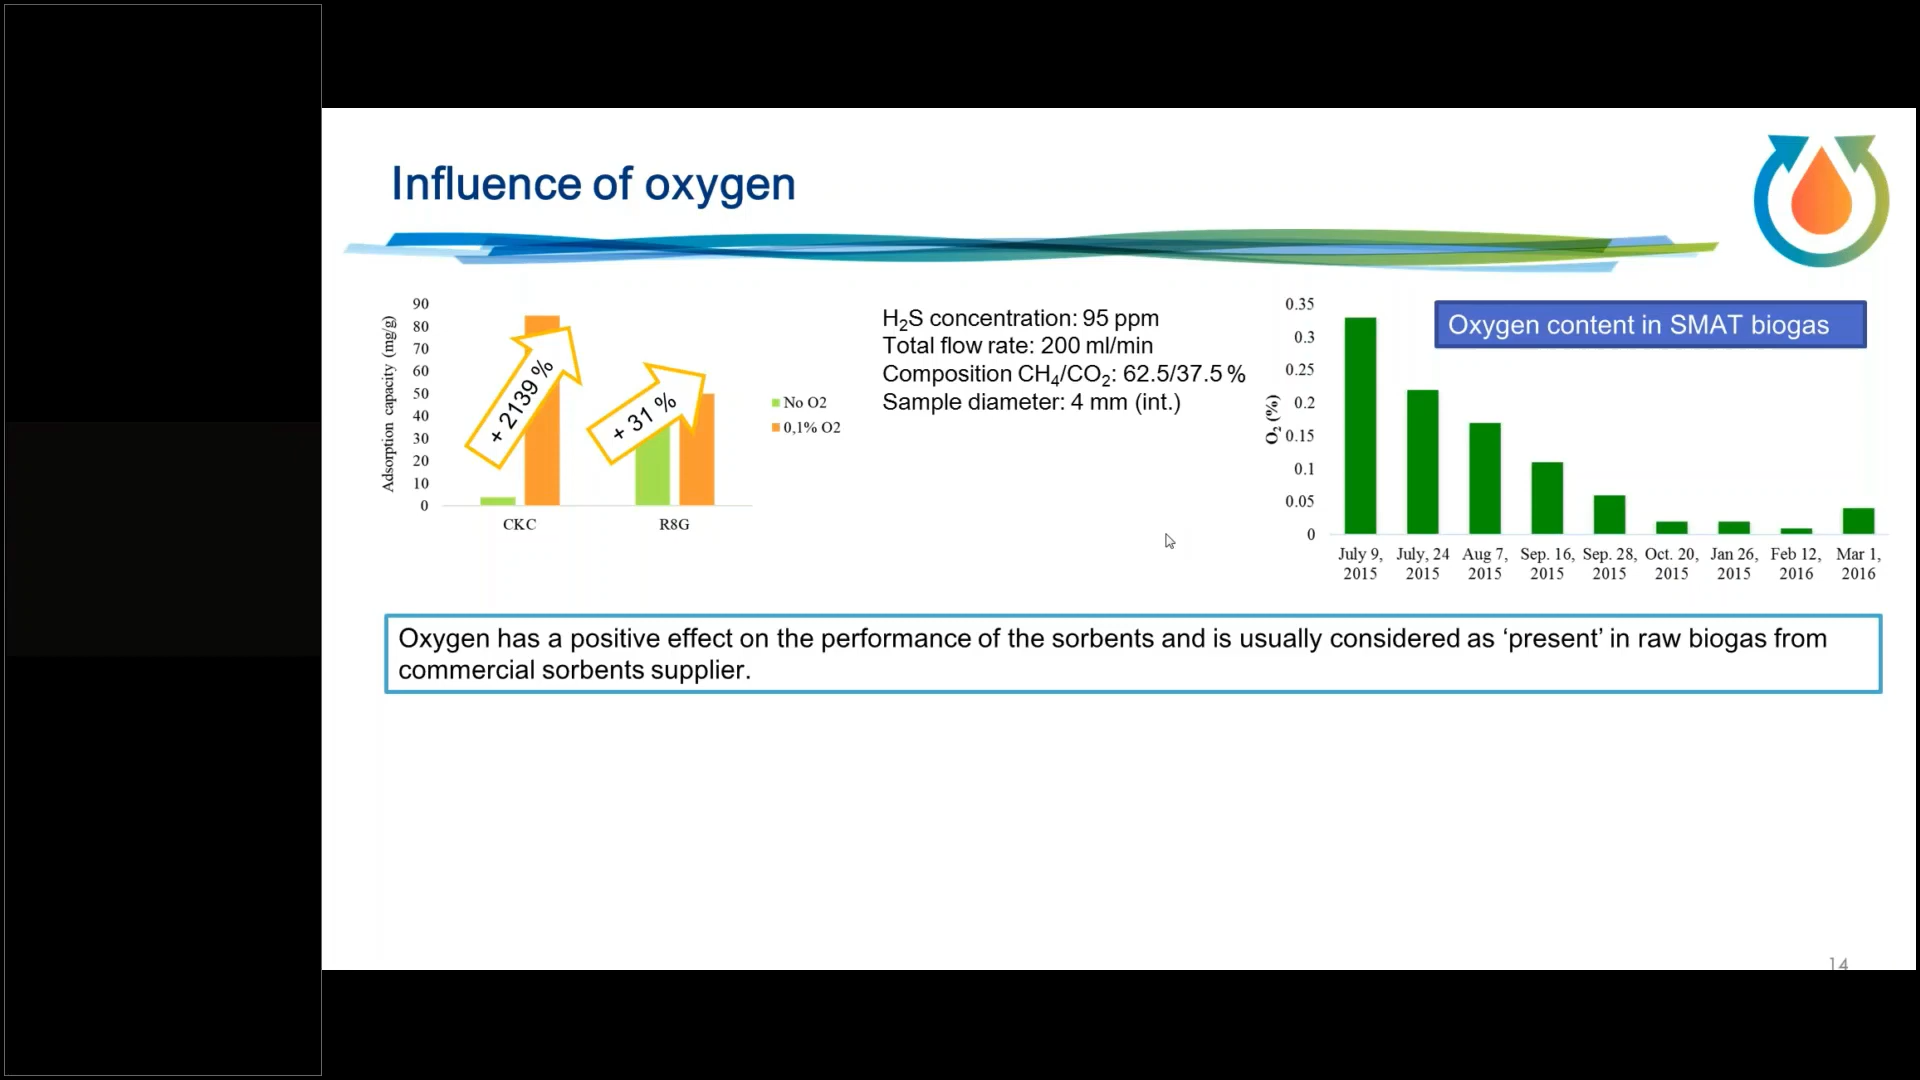 Influence of oxygen
Adsorption capacity (mg/g)
90
80
70
60
50
40
30
20
10
0
+ 2139 %
+ 31 %
CKC
R8G
No O2
0,1% O2
H₂S concentration: 95 ppm
Total flow rate: 200 ml/min
Composition CH₄/CO₂: 62.5/37.5 %
Sample diameter: 4 mm (int.)
Oxygen content in SMAT biogas
O₂ (%)
0.35
0.3
0.25
0.2
0.15
0.1
0.05
0
July 9, 2015
July, 24 2015
Aug 7, 2015
Sep. 16, 2015
Sep. 28, 2015
Oct. 20, 2015
Jan 26, 2015
Feb 12, 2016
Mar 1, 2016
Oxygen has a positive effect on the performance of the sorbents and is usually considered as ‘present’ in raw biogas from
commercial sorbents supplier.
14